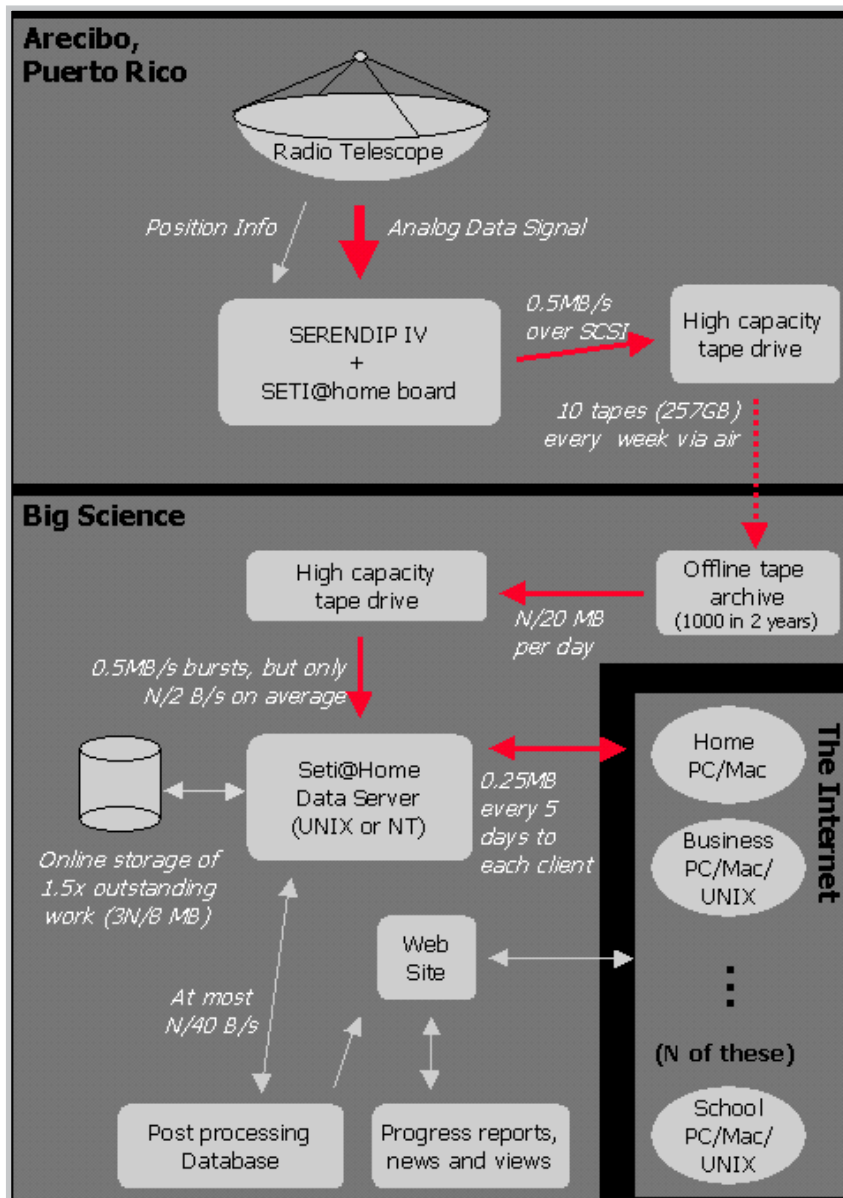 Arecibo,
Puerto Rico
Radio Telescope
Position Info
Analog Data Signal
SERENDIP IV
+
SETI@home board
0.5MB/s
over SCSI
High capacity
tape drive
10 tapes (257GB)
every week via air
Big Science
High capacity
tape drive
Offline tape
archive
(1000 in 2 years)
N/20 MB
per day
0.5MB/s bursts, but only
N/2 B/s on average
Seti@Home
Data Server
(UNIX or NT)
0.25MB
every 5
days to
each client
Online storage of
1.5x outstanding
work (3N/8 MB)
The Internet
Home
PC/Mac
Business
PC/Mac/
UNIX
(N of these)
School
PC/Mac/
UNIX
Web
Site
At most
N/40 B/s
Post processing
Database
Progress reports,
news and views